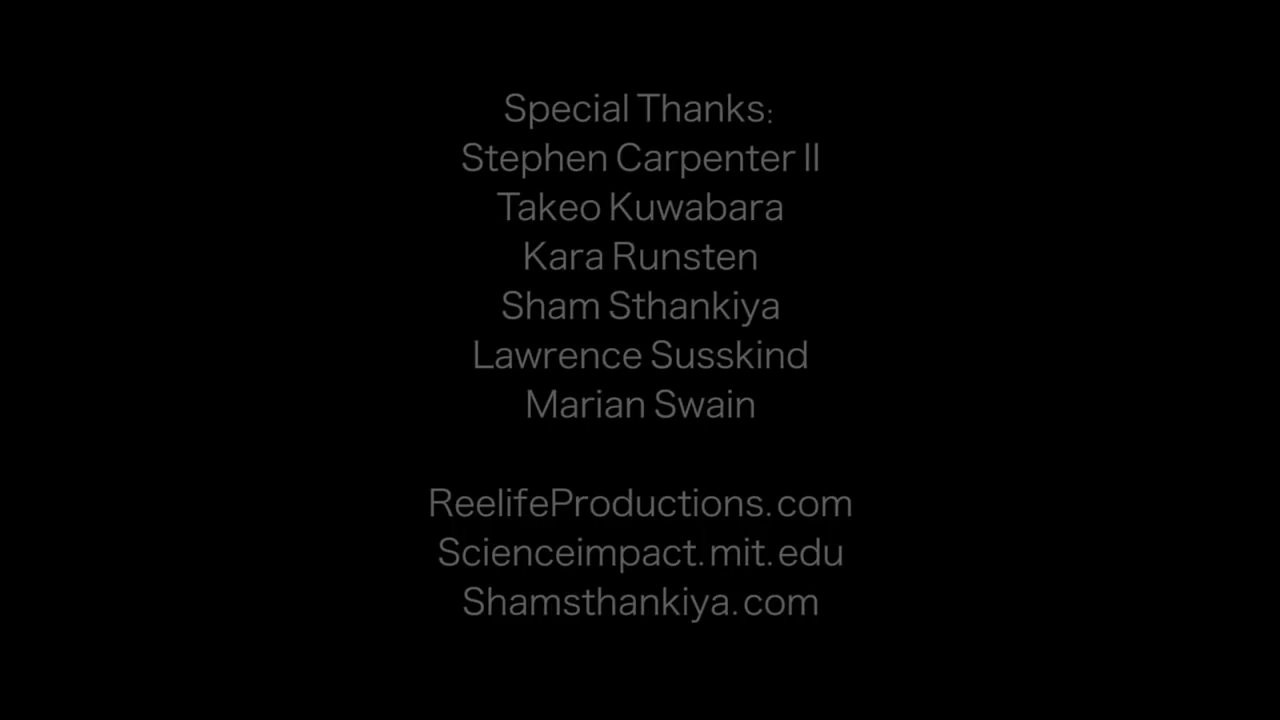 Special Thanks:
Stephen Carpenter II
Takeo Kuwabara
Kara Runsten
Sham Sthankiya
Lawrence Susskind
Marian Swain
ReelifeProductions.com
Scienceimpact.mit.edu
Shamsthankiya.com